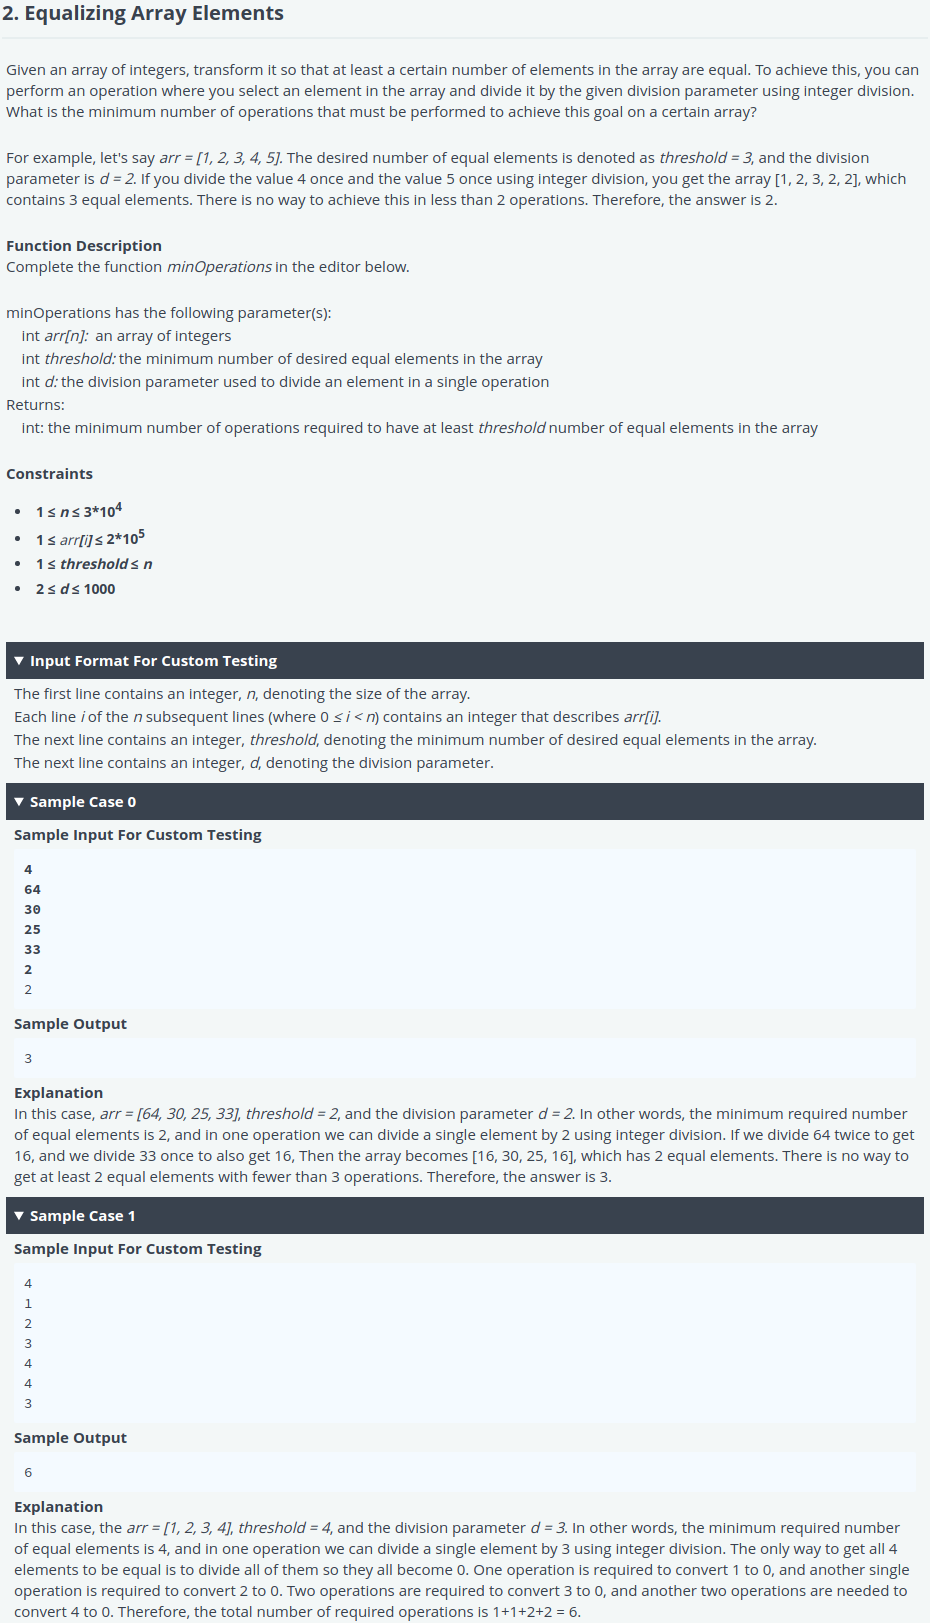 2. Equalizing Array Elements
Given an array of integers, transform it so that at least a certain number of elements in the array are equal. To achieve this, you can
perform an operation where you select an element in the array and divide it by the given division parameter using integer division.
What is the minimum number of operations that must be performed to achieve this goal on a certain array?
For example, let's say arr = [1, 2, 3, 4, 5]. The desired number of equal elements is denoted as threshold = 3, and the division
parameter is d = 2. If you divide the value 4 once and the value 5 once using integer division, you get the array [1, 2, 3, 2, 2], which
contains 3 equal elements. There is no way to achieve this in less than 2 operations. Therefore, the answer is 2.
Function Description
Complete the function minOperations in the editor below.
minOperations has the following parameter(s):
int arr[n]: an array of integers
int threshold: the minimum number of desired equal elements in the array
int d: the division parameter used to divide an element in a single operation
Returns:
int: the minimum number of operations required to have at least threshold number of equal elements in the array
Constraints
• 1 ≤ n ≤ 3*10^4
• 1 ≤ arr[i] ≤ 2*10^5
• 1 ≤ threshold ≤ n
• 2 ≤ d ≤ 1000
▼ Input Format For Custom Testing
The first line contains an integer, n, denoting the size of the array.
Each line i of the n subsequent lines (where 0 ≤ i < n) contains an integer that describes arr[i].
The next line contains an integer, threshold, denoting the minimum number of desired equal elements in the array.
The next line contains an integer, d, denoting the division parameter.
▼ Sample Case 0
Sample Input For Custom Testing
4
64
30
25
33
2
2
Sample Output
3
Explanation
In this case, arr = [64, 30, 25, 33], threshold = 2, and the division parameter d = 2. In other words, the minimum required number
of equal elements is 2, and in one operation we can divide a single element by 2 using integer division. If we divide 64 twice to get
16, and we divide 33 once to also get 16, Then the array becomes [16, 30, 25, 16], which has 2 equal elements. There is no way to
get at least 2 equal elements with fewer than 3 operations. Therefore, the answer is 3.
▼ Sample Case 1
Sample Input For Custom Testing
4
1
2
3
4
4
3
Sample Output
6
Explanation
In this case, the arr = [1, 2, 3, 4], threshold = 4, and the division parameter d = 3. In other words, the minimum required number
of equal elements is 4, and in one operation we can divide a single element by 3 using integer division. The only way to get all 4
elements to be equal is to divide all of them so they all become 0. One operation is required to convert 1 to 0, and another single
operation is required to convert 2 to 0. Two operations are required to convert 3 to 0, and another two operations are needed to
convert 4 to 0. Therefore, the total number of required operations is 1+1+2+2 = 6.